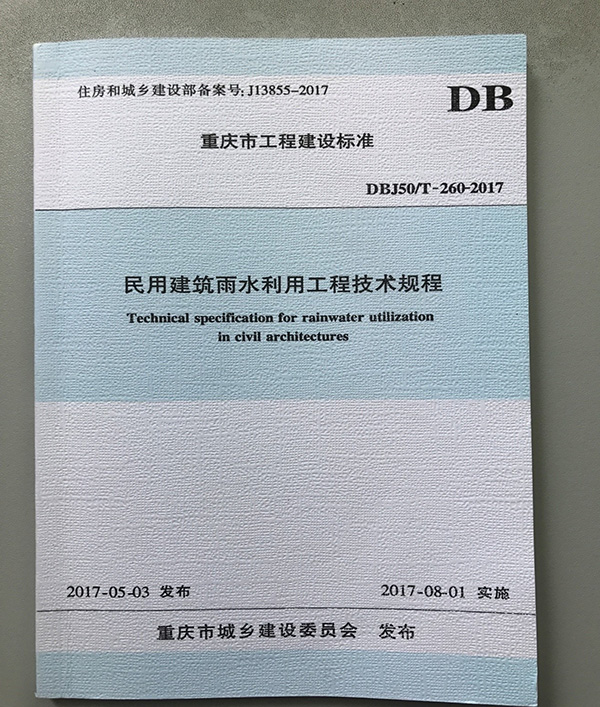 住房和城乡建设部备案号:J13855-2017
DB
重庆市工程建设标准
DBJ50/T-260-2017
民用建筑雨水利用工程技术规程
Technical specification for rainwater utilization
in civil architectures
2017-05-03 发布
2017-08-01 实施
重庆市城乡建设委员会 发布